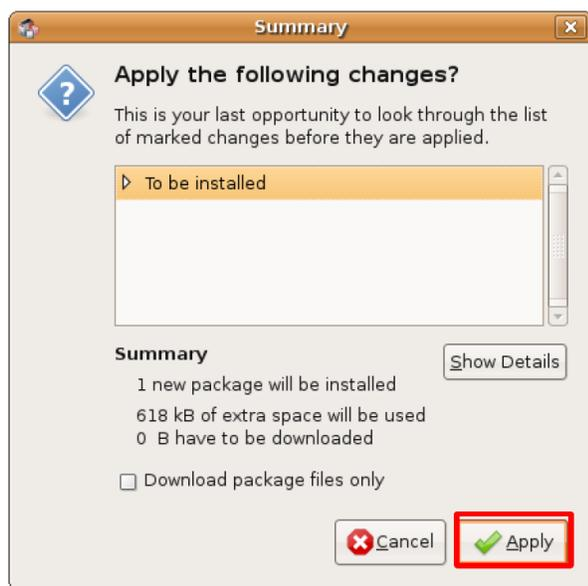 Summary
Apply the following changes?
This is your last opportunity to look through the list
of marked changes before they are applied.
To be installed
Summary
Show Details
1 new package will be installed
618 kB of extra space will be used
0 B have to be downloaded
Download package files only
Cancel
Apply